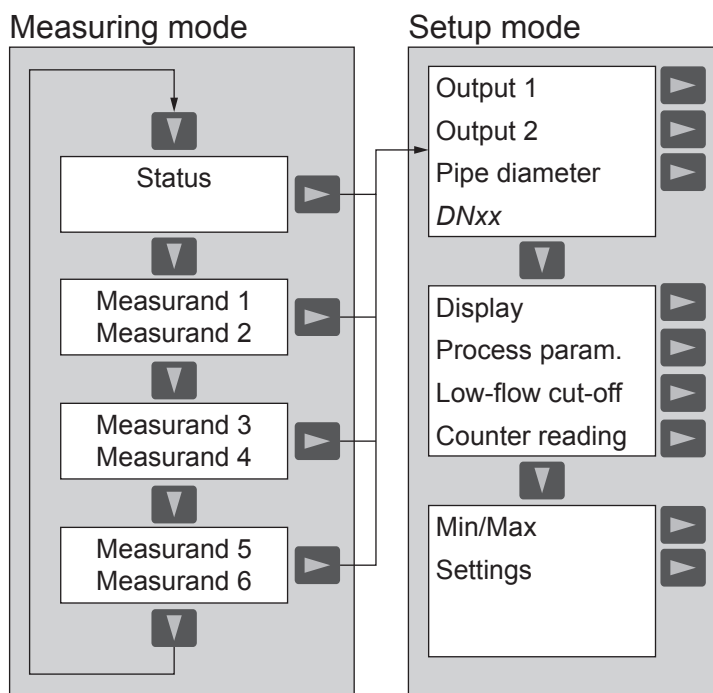 Measuring mode
Status
Measurand 1
Measurand 2
Measurand 3
Measurand 4
Measurand 5
Measurand 6
Setup mode
Output 1
Output 2
Pipe diameter
DNxx
Display
Process param.
Low-flow cut-off
Counter reading
Min/Max
Settings